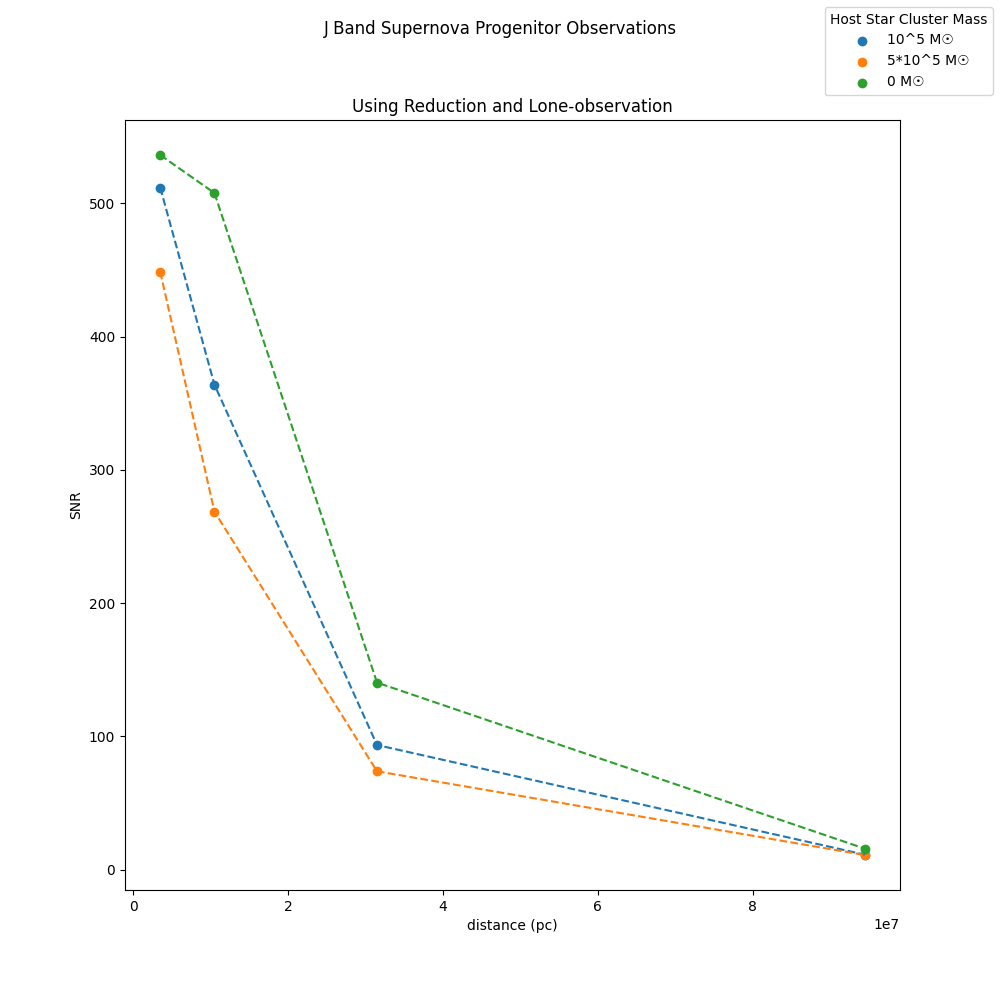 J Band Supernova Progenitor Observations
Host Star Cluster Mass
10^5 M☉
5*10^5 M☉
0 M☉
Using Reduction and Lone-observation
500
400
300
200
100
0
SNR
0 2 4 6 8
1e7
distance (pc)